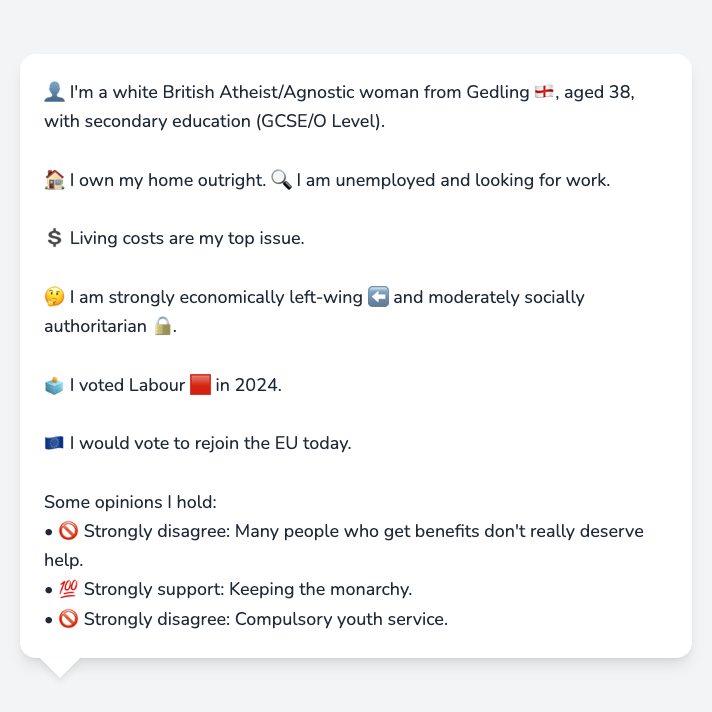 👤 I'm a white British Atheist/Agnostic woman from Gedling 🏴󠁧󠁢󠁥󠁮󠁧󠁿, aged 38,
with secondary education (GCSE/O Level).
🏠 I own my home outright. 🔍 I am unemployed and looking for work.
💲 Living costs are my top issue.
🤔 I am strongly economically left-wing ⬅️ and moderately socially
authoritarian 🔒.
🗳️ I voted Labour 🟥 in 2024.
🇪🇺 I would vote to rejoin the EU today.
Some opinions I hold:
• 🚫 Strongly disagree: Many people who get benefits don't really deserve
help.
• 💯 Strongly support: Keeping the monarchy.
• 🚫 Strongly disagree: Compulsory youth service.